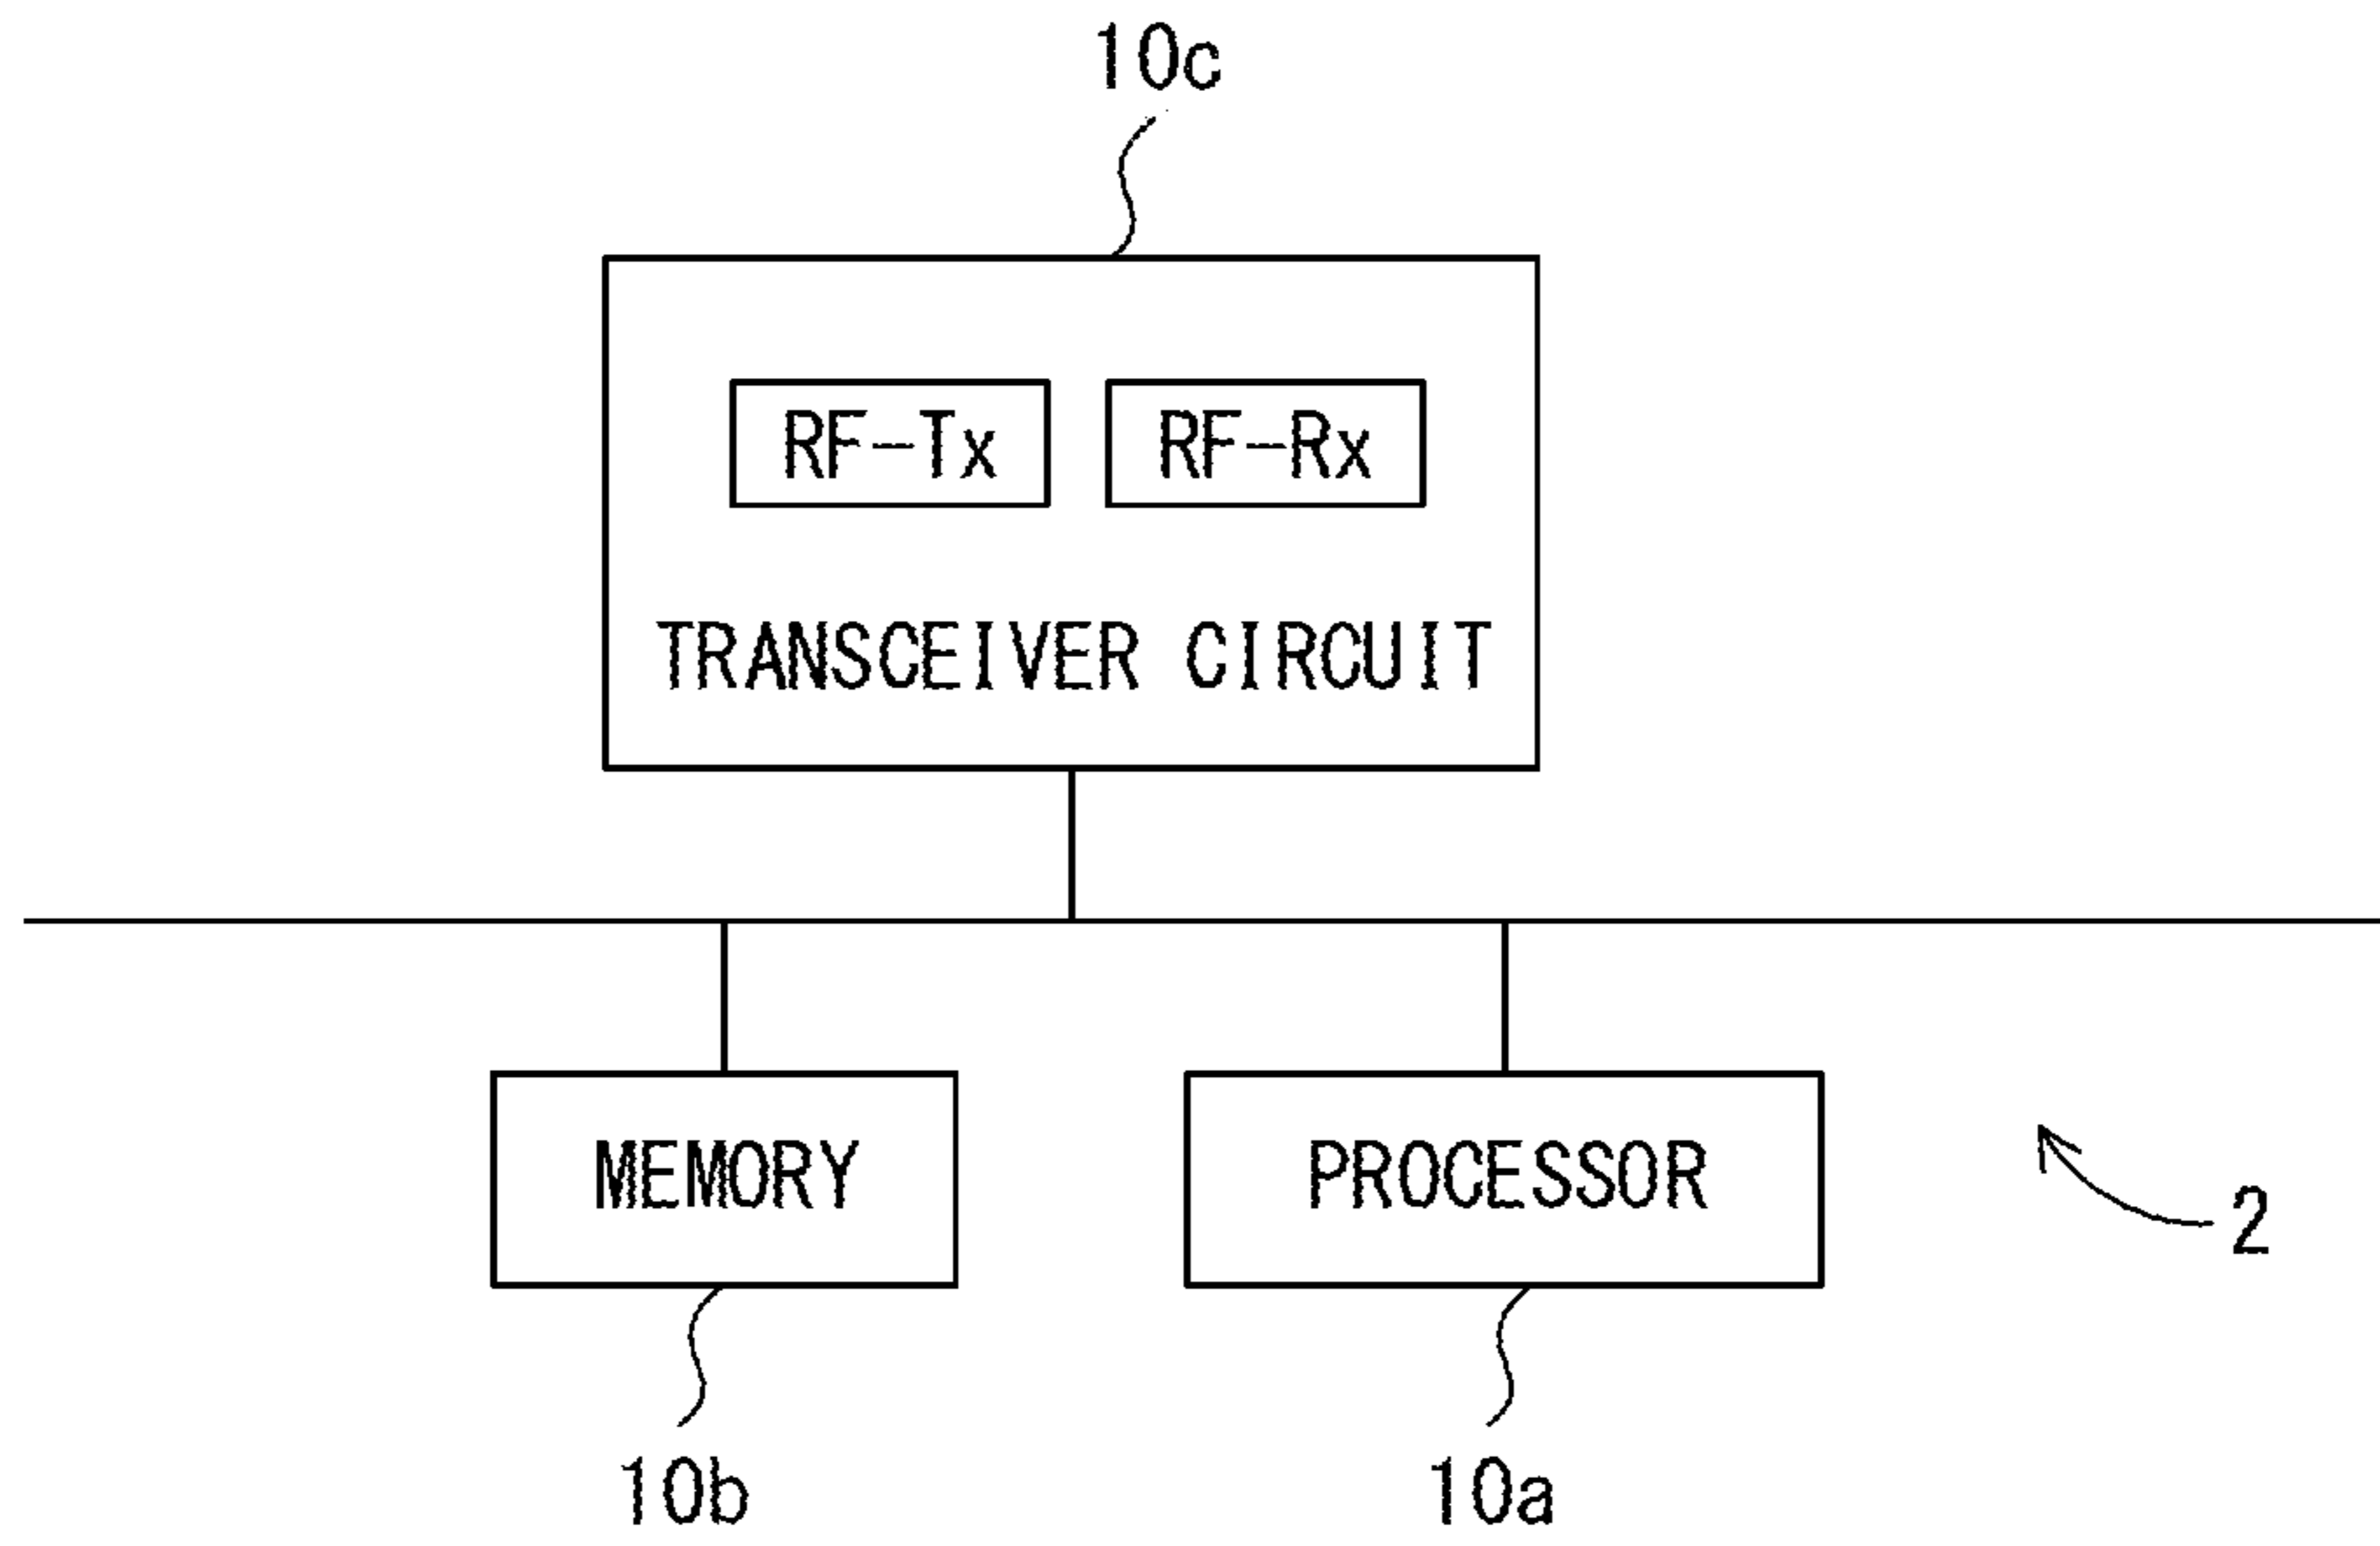 10c
RF-Tx RF-Rx
TRANSCEIVER CIRCUIT
MEMORY PROCESSOR
2
10b 10a